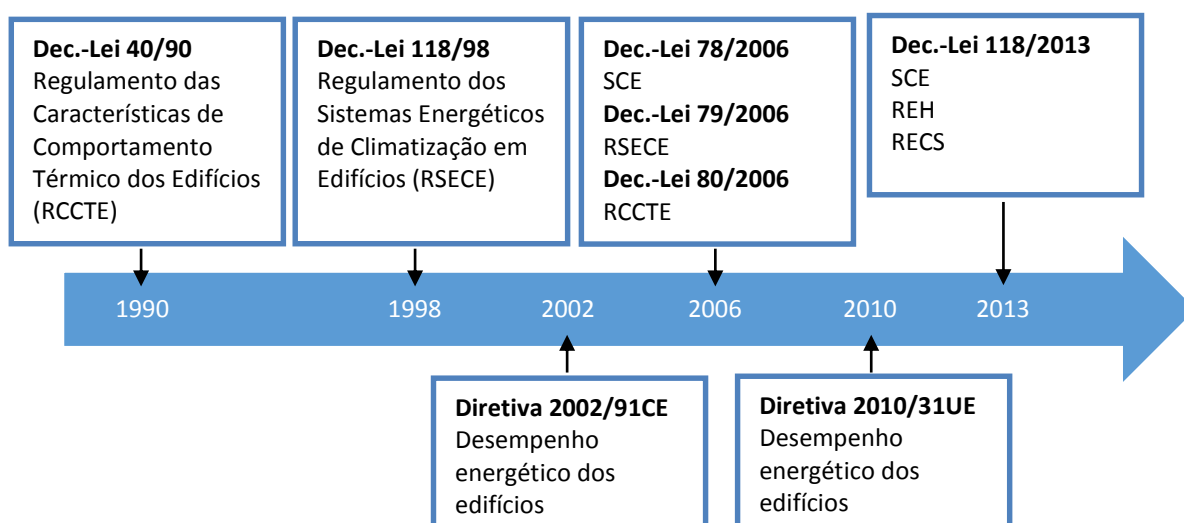 Dec.-Lei 40/90
Regulamento das
Características de
Comportamento
Térmico dos Edifícios
(RCCTE)
Dec.-Lei 118/98
Regulamento dos
Sistemas Energéticos
de Climatização em
Edifícios (RSECE)
Dec.-Lei 78/2006
SCE
Dec.-Lei 79/2006
RSECE
Dec.-Lei 80/2006
RCCTE
Dec.-Lei 118/2013
SCE
REH
RECS
1990
1998
2002
2006
2010
2013
Diretiva 2002/91CE
Desempenho
energético dos
edifícios
Diretiva 2010/31UE
Desempenho
energético dos
edifícios